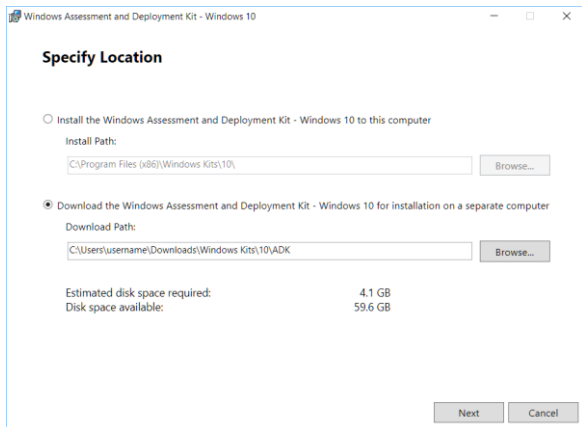 Windows Assessment and Deployment Kit - Windows 10
Specify Location
Install the Windows Assessment and Deployment Kit - Windows 10 to this computer
Install Path:
C:\Program Files (x86)\Windows Kits\10\
Browse...
Download the Windows Assessment and Deployment Kit - Windows 10 for installation on a separate computer
Download Path:
C:\Users\username\Downloads\Windows Kits\10\ADK
Browse...
Estimated disk space required: 4.1 GB
Disk space available: 59.6 GB
Next Cancel